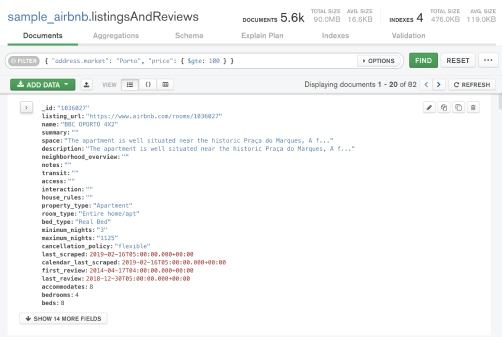 sample_airbnb.listingsAndReviews
DOCUMENTS 5.6k TOTAL SIZE 90.0MB AVG. SIZE 16.6KB INDEXES 4 TOTAL SIZE 476.0KB AVG. SIZE 119.0KB
Documents Aggregations Schema Explain Plan Indexes Validation
FILTER { "address.market": "Porto", "price": { $gte: 100 } } OPTIONS FIND RESET ...
ADD DATA VIEW {} Displaying documents 1 - 20 of 82 < > REFRESH
_id: "1036027"
listing_url: "https://www.airbnb.com/rooms/1036027"
name: "BBC OPORTO 4X2"
summary: ""
space: "The apartment is well situated near the historic Praça do Marques, A f..."
description: "The apartment is well situated near the historic Praça do Marques, A f..."
neighborhood_overview: ""
notes: ""
transit: ""
access: ""
interaction: ""
house_rules: ""
property_type: "Apartment"
room_type: "Entire home/apt"
bed_type: "Real Bed"
minimum_nights: "3"
maximum_nights: "1125"
cancellation_policy: "flexible"
last_scraped: 2019-02-16T05:00:00.000+00:00
calendar_last_scraped: 2019-02-16T05:00:00.000+00:00
first_review: 2014-04-17T04:00:00.000+00:00
last_review: 2018-12-30T05:00:00.000+00:00
accommodates: 8
bedrooms: 4
beds: 8
SHOW 14 MORE FIELDS